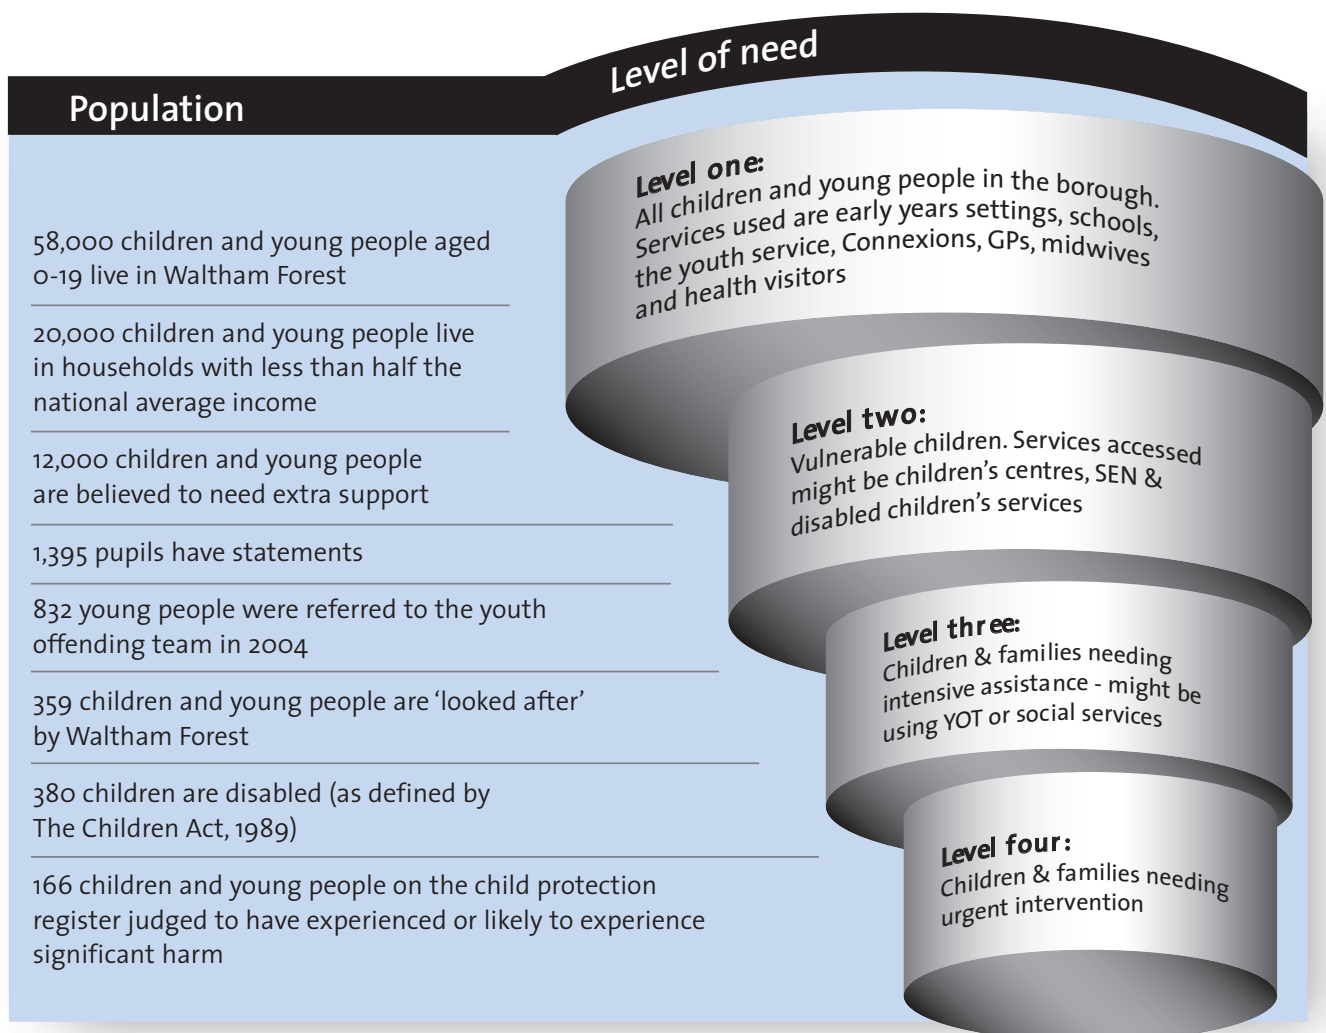 Population
Level of need
58,000 children and young people aged
0-19 live in Waltham Forest
20,000 children and young people live
in households with less than half the
national average income
12,000 children and young people
are believed to need extra support
1,395 pupils have statements
832 young people were referred to the youth
offending team in 2004
359 children and young people are ‘looked after’
by Waltham Forest
380 children are disabled (as defined by
The Children Act, 1989)
166 children and young people on the child protection
register judged to have experienced or likely to experience
significant harm
Level one:
All children and young people in the borough.
Services used are early years settings, schools,
the youth service, Connexions, GPs, midwives
and health visitors
Level two:
Vulnerable children. Services accessed
might be children’s centres, SEN &
disabled children’s services
Level three:
Children & families needing
intensive assistance - might be
using YOT or social services
Level four:
Children & families needing
urgent intervention